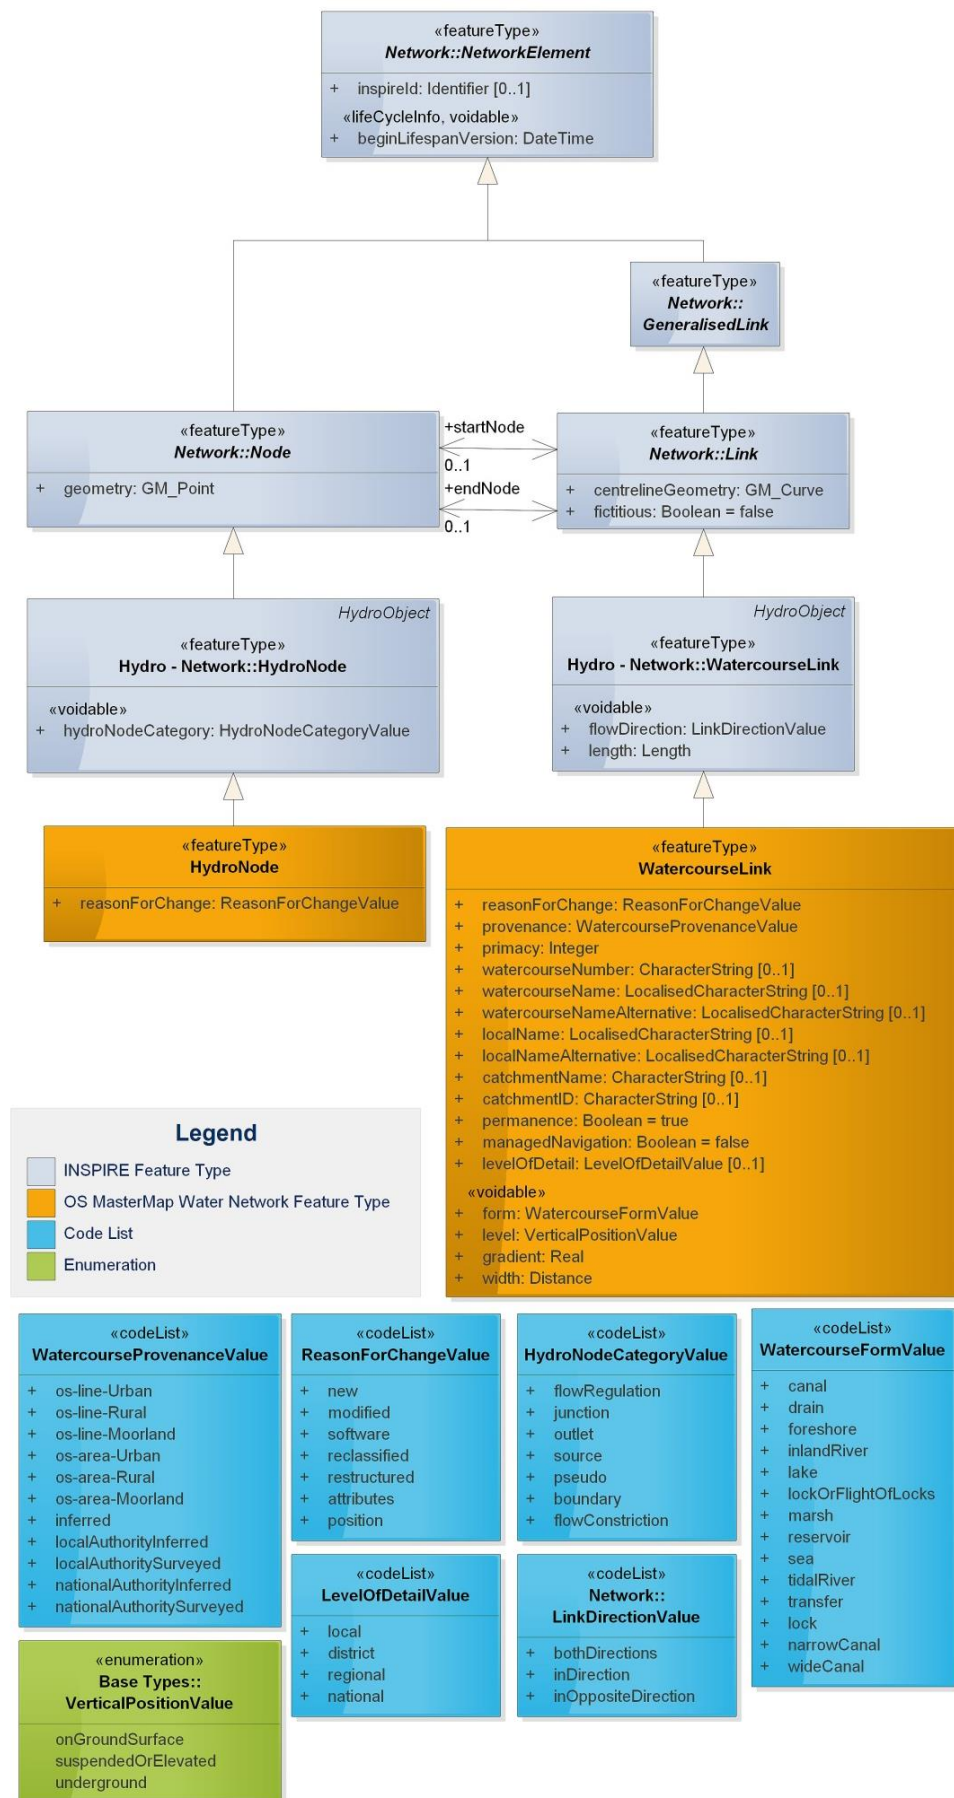 «featureType»
Network::NetworkElement
+ inspireId: Identifier [0..1]
«lifeCycleInfo, voidable»
+ beginLifespanVersion: DateTime
«featureType»
Network::
GeneralisedLink
«featureType»
Network::Node
+ geometry: GM_Point
+startNode
0..1
+endNode
0..1
«featureType»
Network::Link
+ centrelineGeometry: GM_Curve
+ fictitious: Boolean = false
HydroObject
«featureType»
Hydro - Network::HydroNode
«voidable»
+ hydroNodeCategory: HydroNodeCategoryValue
HydroObject
«featureType»
Hydro - Network::WatercourseLink
«voidable»
+ flowDirection: LinkDirectionValue
+ length: Length
«featureType»
HydroNode
+ reasonForChange: ReasonForChangeValue
«featureType»
WatercourseLink
+ reasonForChange: ReasonForChangeValue
+ provenance: WatercourseProvenanceValue
+ primacy: Integer
+ watercourseNumber: CharacterString [0..1]
+ watercourseName: LocalisedCharacterString [0..1]
+ watercourseNameAlternative: LocalisedCharacterString [0..1]
+ localName: LocalisedCharacterString [0..1]
+ localNameAlternative: LocalisedCharacterString [0..1]
+ catchmentName: CharacterString [0..1]
+ catchmentID: CharacterString [0..1]
+ permanence: Boolean = true
+ managedNavigation: Boolean = false
+ levelOfDetail: LevelOfDetailValue [0..1]
«voidable»
+ form: WatercourseFormValue
+ level: VerticalPositionValue
+ gradient: Real
+ width: Distance
Legend
INSPIRE Feature Type
OS MasterMap Water Network Feature Type
Code List
Enumeration
«codeList»
WatercourseProvenanceValue
+ os-line-Urban
+ os-line-Rural
+ os-line-Moorland
+ os-area-Urban
+ os-area-Rural
+ os-area-Moorland
+ inferred
+ localAuthorityInferred
+ localAuthoritySurveyed
+ nationalAuthorityInferred
+ nationalAuthoritySurveyed
«codeList»
ReasonForChangeValue
+ new
+ modified
+ software
+ reclassified
+ restructured
+ attributes
+ position
«codeList»
HydroNodeCategoryValue
+ flowRegulation
+ junction
+ outlet
+ source
+ pseudo
+ boundary
+ flowConstriction
«codeList»
WatercourseFormValue
+ canal
+ drain
+ foreshore
+ inlandRiver
+ lake
+ lockOrFlightOfLocks
+ marsh
+ reservoir
+ sea
+ tidalRiver
+ transfer
+ lock
+ narrowCanal
+ wideCanal
«codeList»
LevelOfDetailValue
+ local
+ district
+ regional
+ national
«codeList»
Network::
LinkDirectionValue
+ bothDirections
+ inDirection
+ inOppositeDirection
«enumeration»
Base Types::
VerticalPositionValue
onGroundSurface
suspendedOrElevated
underground